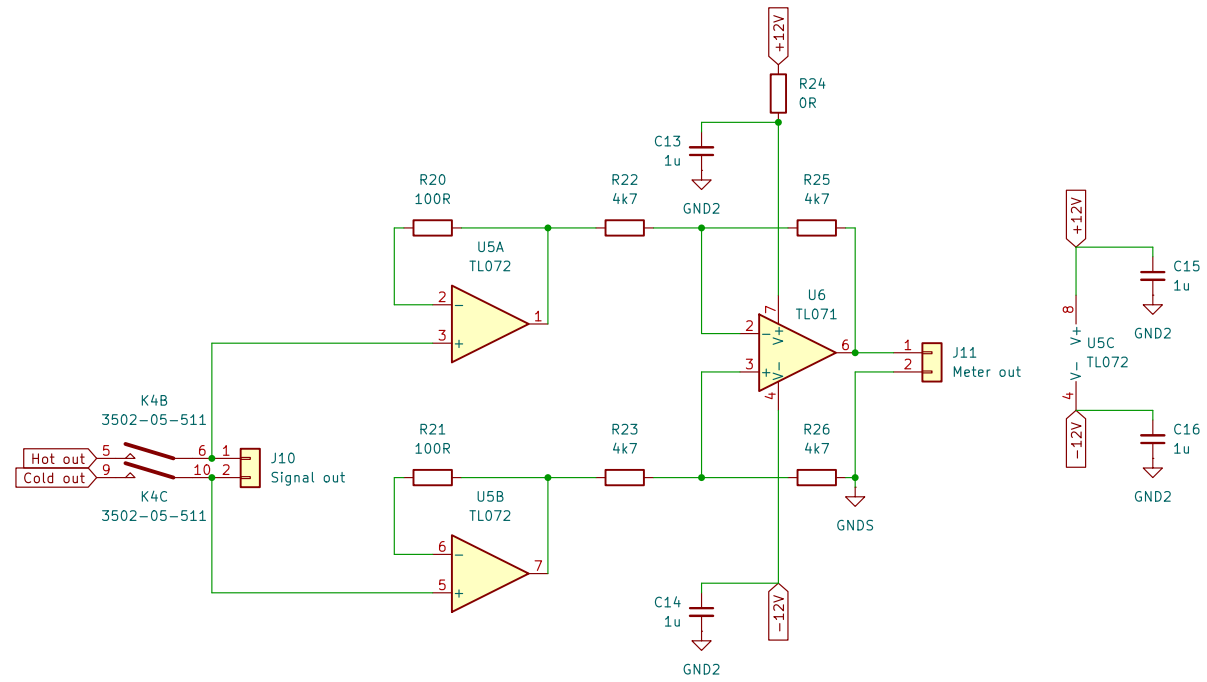 +12V
R24
0R
C13
1u
GND2
R20
100R
R22
4k7
R25
4k7
U5A
TL072
2
−
3
+
1
U6
TL071
7
V+
2
−
3
+
6
V−
4
1
2
J11
Meter out
+12V
C15
1u
GND2
8
V+
U5C
TL072
V−
4
−12V
C16
1u
GND2
K4B
3502-05-511
Hot out
5
6
1
Cold out
9
10
2
J10
Signal out
K4C
3502-05-511
R21
100R
R23
4k7
R26
4k7
GNDS
U5B
TL072
6
−
5
+
7
C14
1u
GND2
−12V